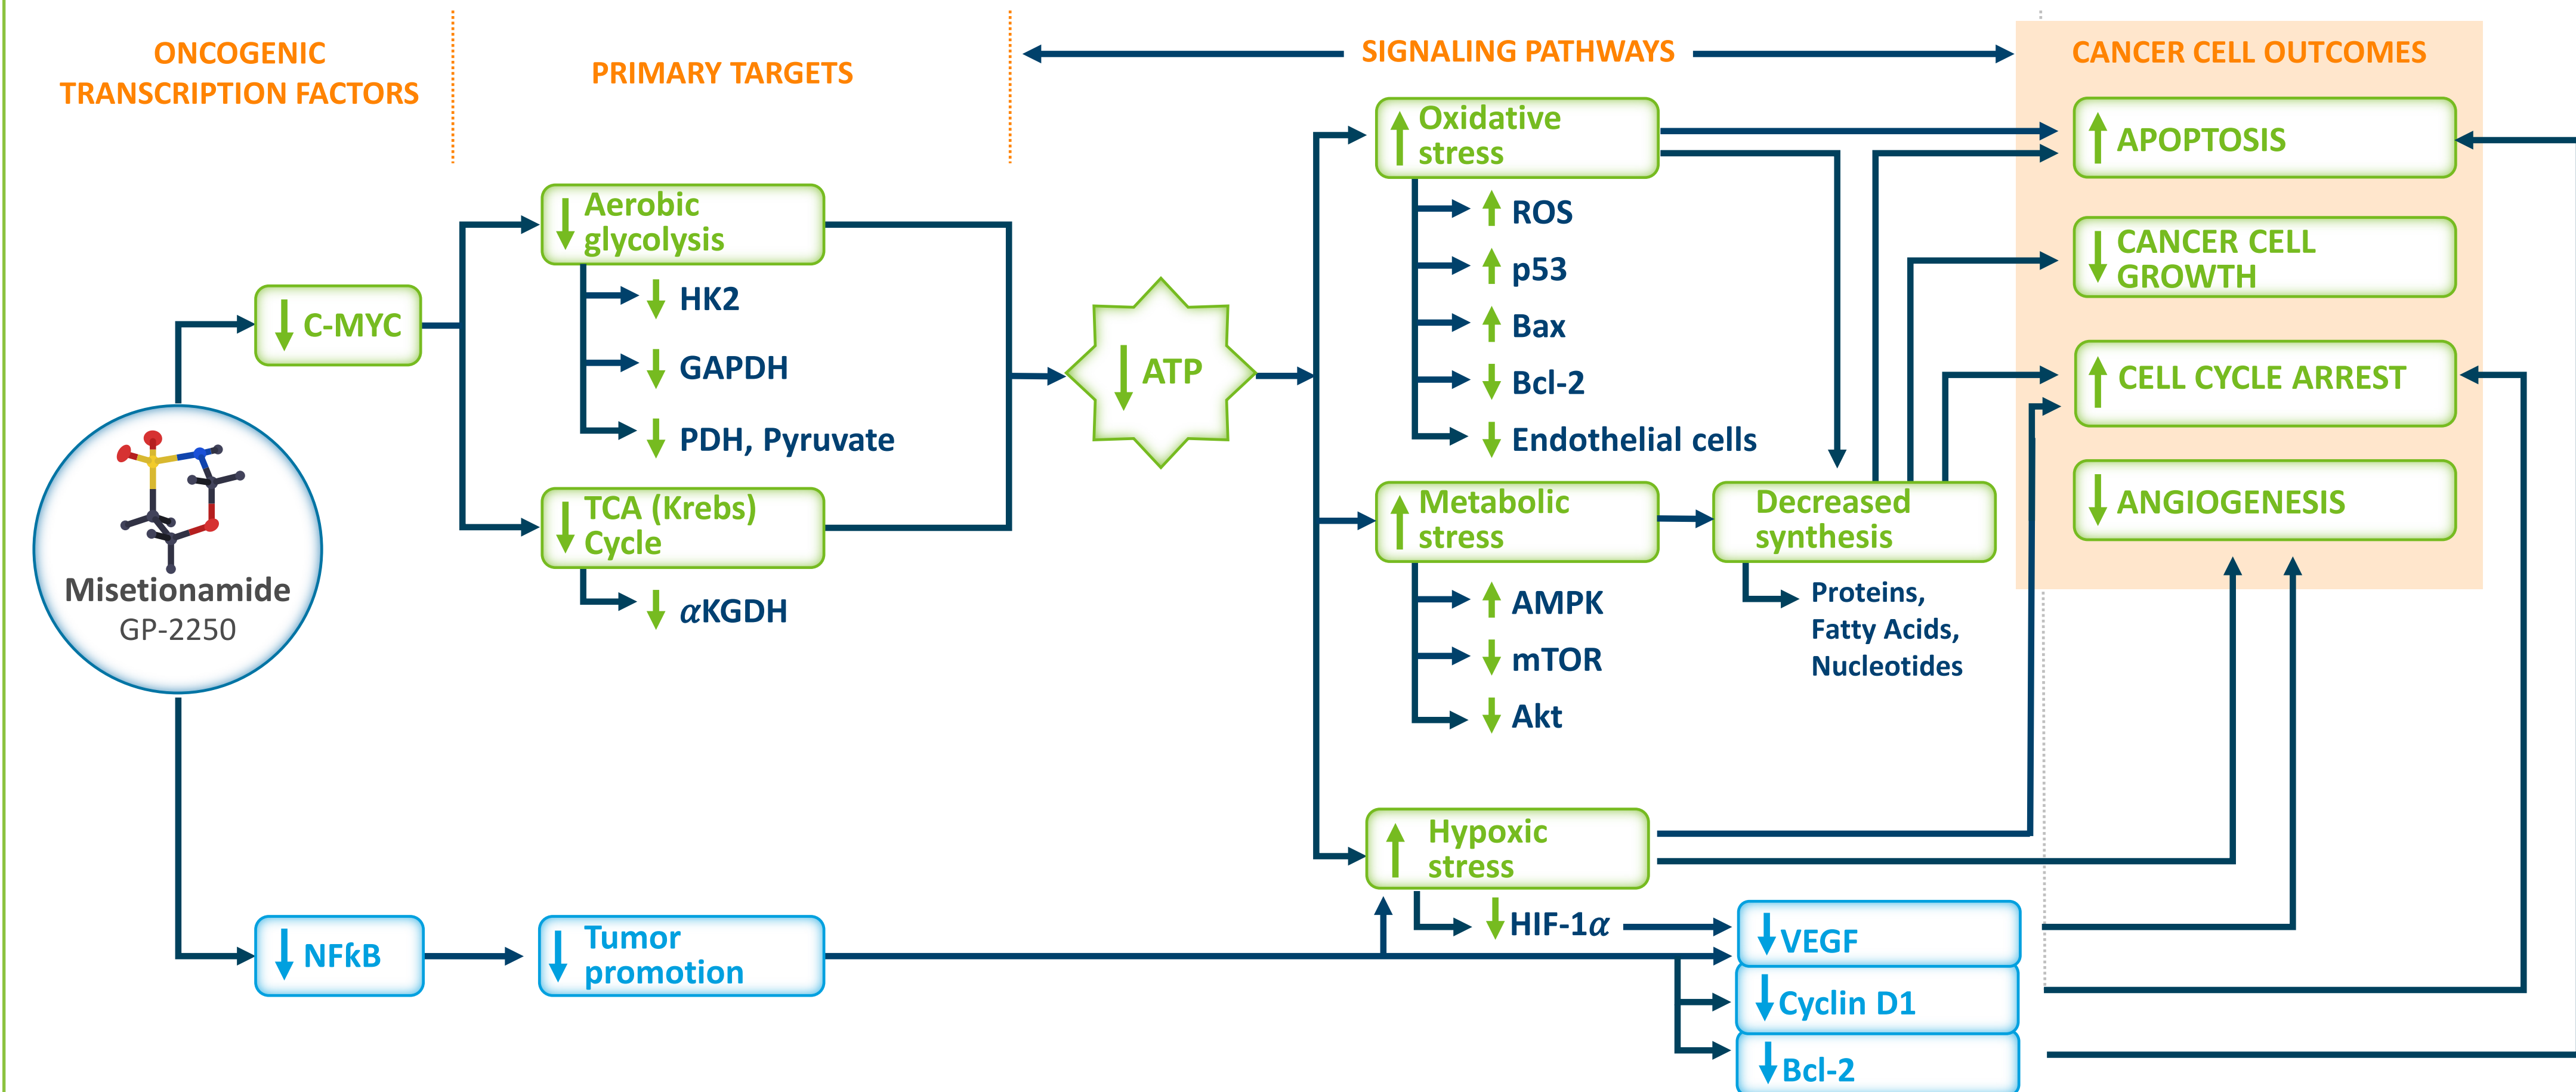 ONCOGENIC
TRANSCRIPTION FACTORS
PRIMARY TARGETS
SIGNALING PATHWAYS
CANCER CELL OUTCOMES
Misetionamide
GP-2250
C-MYC
NFƙB
Aerobic
glycolysis
HK2
GAPDH
PDH, Pyruvate
TCA (Krebs)
Cycle
αKGDH
Tumor
promotion
ATP
Oxidative
stress
ROS
p53
Bax
Bcl-2
Endothelial cells
Metabolic
stress
AMPK
mTOR
Akt
Decreased
synthesis
Proteins,
Fatty Acids,
Nucleotides
Hypoxic
stress
HIF-1α
VEGF
Cyclin D1
Bcl-2
APOPTOSIS
CANCER CELL
GROWTH
CELL CYCLE ARREST
ANGIOGENESIS